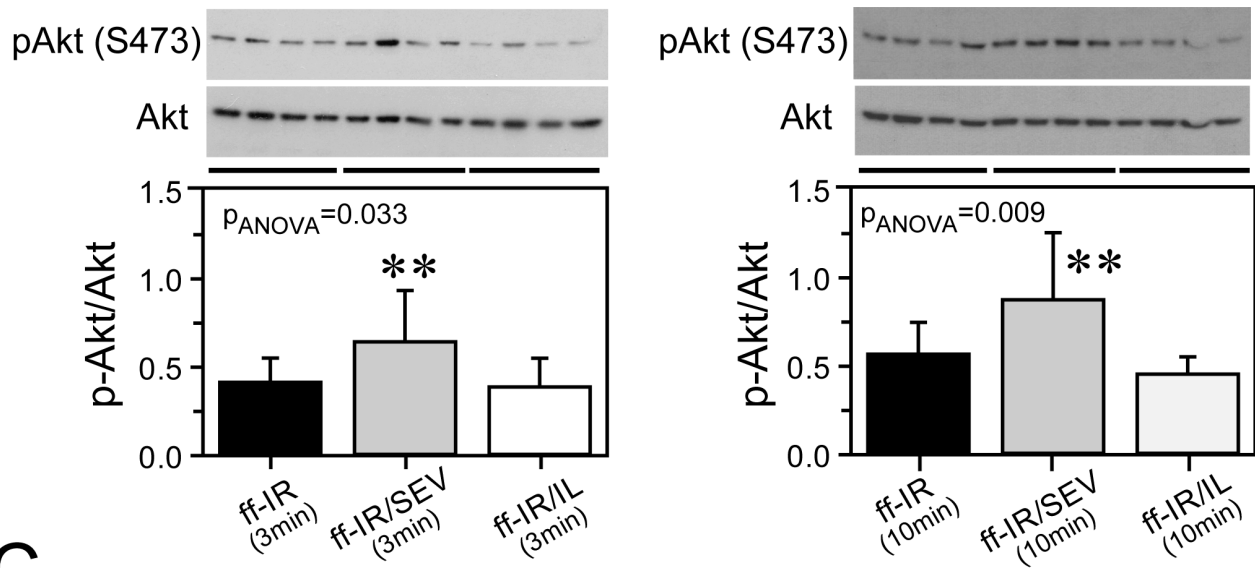 pAkt (S473)
Akt
1.5
1.0
0.5
0.0
p-Akt/Akt
pANOVA=0.033
**
ff-IR
(3min)
ff-IR/SEV
(3min)
ff-IR/IL
(3min)
pAkt (S473)
Akt
1.5
1.0
0.5
0.0
p-Akt/Akt
pANOVA=0.009
**
ff-IR
(10min)
ff-IR/SEV
(10min)
ff-IR/IL
(10min)